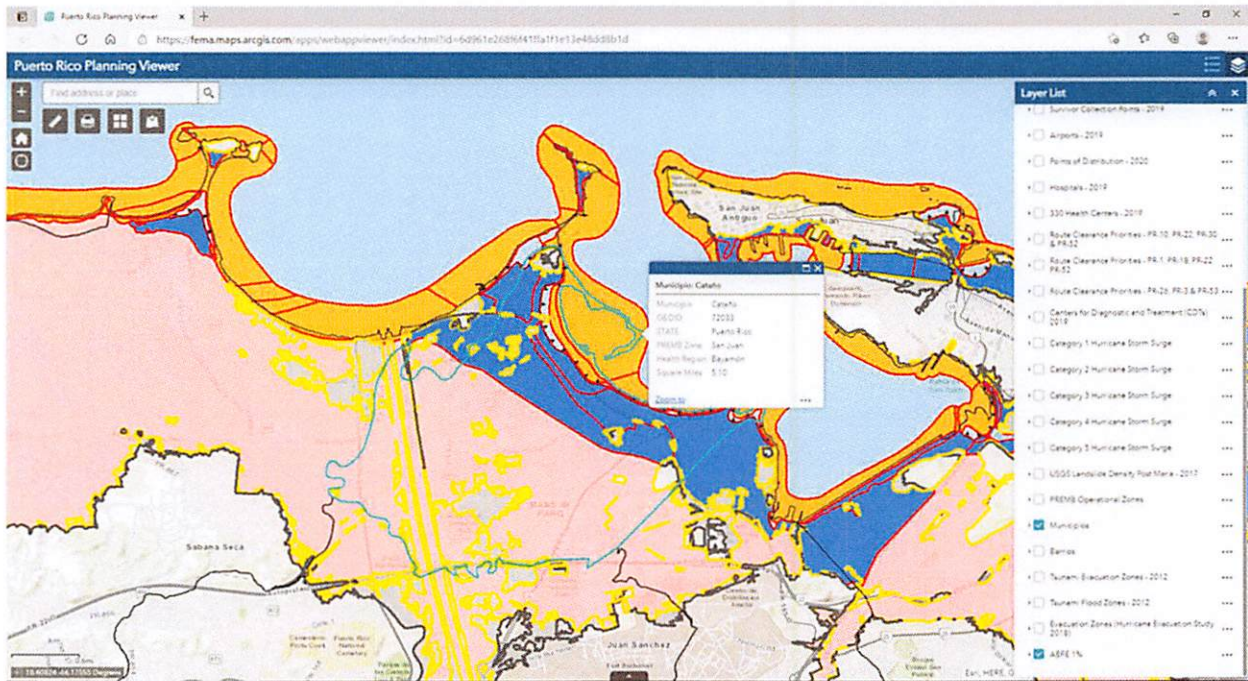 Puerto Rico Planning Viewer
https://fema.maps.arcgis.com/apps/webappviewer/index.html?id=
Puerto Rico Planning Viewer
Find address or place
Layer List
Survivor Collection Points - 2019
Airports - 2019
Points of Distribution - 2020
Hospitals - 2019
330 Health Centers - 2019
Route Clearance Priorities - PR-10, PR-22, PR-30 & PR-52
Route Clearance Priorities - PR-1, PR-18, PR-22 PR-52
Route Clearance Priorities - PR-26, PR-3 & PR-53
Centers for Diagnostic and Treatment (CDTs) 2019
Category 1 Hurricane Storm Surge
Category 2 Hurricane Storm Surge
Category 3 Hurricane Storm Surge
Category 4 Hurricane Storm Surge
Category 5 Hurricane Storm Surge
USGS Landslide Density Post Maria - 2017
PREMB Operational Zones
Municipios
Barrios
Tsunami Evacuation Zones - 2012
Tsunami Flood Zones - 2012
Evacuation Zones (Hurricane Evacuation Study 2018)
ABFE 1%
San Juan Antiguo
Municipio: Cataño
Municipio Cataño
GEOID 72033
STATE Puerto Rico
PREMB Zone San Juan
Health Region Bayamón
Square Miles 5.10
Zoom to
Sabana Seca
Puerto Rico National Cemetery
Juan Sanchez
Fort Buchanan
Esri, HERE, G